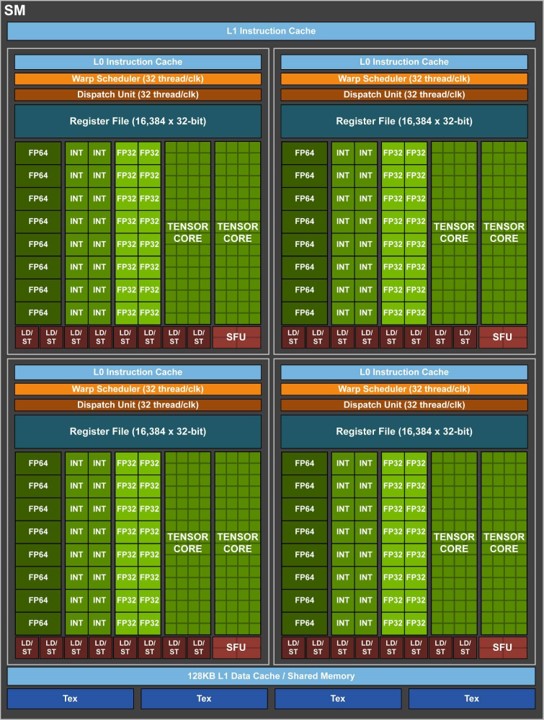 SM
L1 Instruction Cache
L0 Instruction Cache
Warp Scheduler (32 thread/clk)
Dispatch Unit (32 thread/clk)
Register File (16,384 x 32-bit)
FP64 INT INT FP32 FP32
FP64 INT INT FP32 FP32
FP64 INT INT FP32 FP32
FP64 INT INT FP32 FP32
TENSOR TENSOR
CORE CORE
FP64 INT INT FP32 FP32
FP64 INT INT FP32 FP32
FP64 INT INT FP32 FP32
FP64 INT INT FP32 FP32
LD/ LD/ LD/ LD/ LD/ LD/ LD/ LD/
ST ST ST ST ST ST ST ST
SFU
L0 Instruction Cache
Warp Scheduler (32 thread/clk)
Dispatch Unit (32 thread/clk)
Register File (16,384 x 32-bit)
FP64 INT INT FP32 FP32
FP64 INT INT FP32 FP32
FP64 INT INT FP32 FP32
FP64 INT INT FP32 FP32
TENSOR TENSOR
CORE CORE
FP64 INT INT FP32 FP32
FP64 INT INT FP32 FP32
FP64 INT INT FP32 FP32
FP64 INT INT FP32 FP32
LD/ LD/ LD/ LD/ LD/ LD/ LD/ LD/
ST ST ST ST ST ST ST ST
SFU
L0 Instruction Cache
Warp Scheduler (32 thread/clk)
Dispatch Unit (32 thread/clk)
Register File (16,384 x 32-bit)
FP64 INT INT FP32 FP32
FP64 INT INT FP32 FP32
FP64 INT INT FP32 FP32
FP64 INT INT FP32 FP32
TENSOR TENSOR
CORE CORE
FP64 INT INT FP32 FP32
FP64 INT INT FP32 FP32
FP64 INT INT FP32 FP32
FP64 INT INT FP32 FP32
LD/ LD/ LD/ LD/ LD/ LD/ LD/ LD/
ST ST ST ST ST ST ST ST
SFU
L0 Instruction Cache
Warp Scheduler (32 thread/clk)
Dispatch Unit (32 thread/clk)
Register File (16,384 x 32-bit)
FP64 INT INT FP32 FP32
FP64 INT INT FP32 FP32
FP64 INT INT FP32 FP32
FP64 INT INT FP32 FP32
TENSOR TENSOR
CORE CORE
FP64 INT INT FP32 FP32
FP64 INT INT FP32 FP32
FP64 INT INT FP32 FP32
FP64 INT INT FP32 FP32
LD/ LD/ LD/ LD/ LD/ LD/ LD/ LD/
ST ST ST ST ST ST ST ST
SFU
128KB L1 Data Cache / Shared Memory
Tex Tex Tex Tex